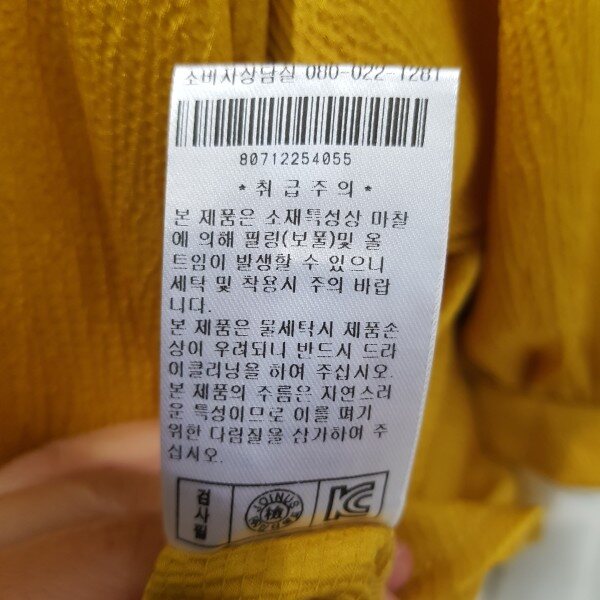 소비자상담실 080-022-1281
80712254055
* 취 급 주 의 *
본 제품은 소재특성상 마찰
에 의해 필링(보풀)및 올
트임이 발생할 수 있으니
세탁 및 착용시 주의 바랍
니다.
본 제품은 물세탁시 제품손
상이 우려되니 반드시 드라
이클리닝을 하여 주십시오.
본 제품의 주름은 자연스러
운 특성이므로 이를 펴기
위한 다림질을 삼가하여 주
십시오.
검사필
JOINUS
檢
KC